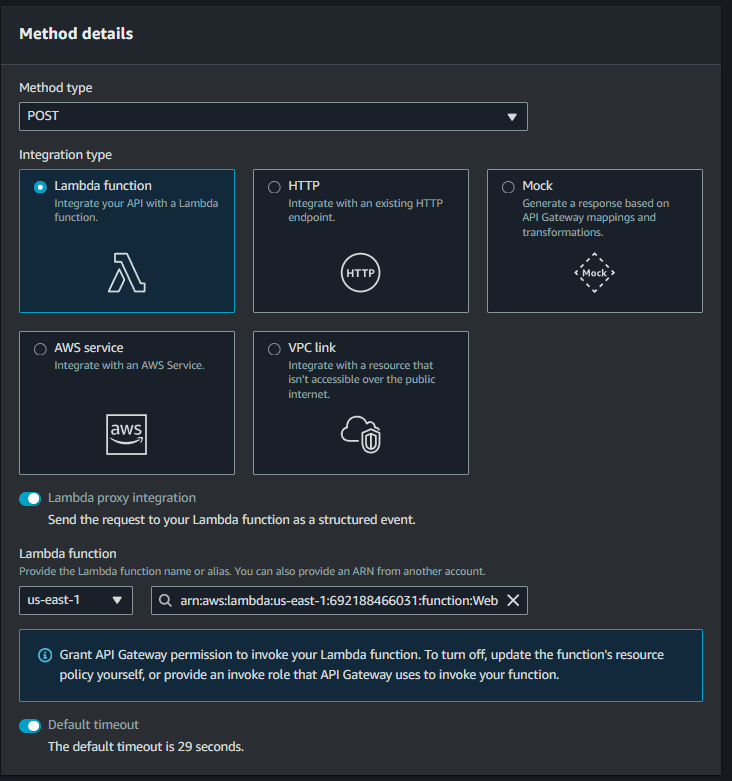 Method details
Method type
POST
Integration type
Lambda function
Integrate your API with a Lambda
function.
HTTP
Integrate with an existing HTTP
endpoint.
HTTP
Mock
Generate a response based on
API Gateway mappings and
transformations.
Mock
AWS service
Integrate with an AWS Service.
aws
VPC link
Integrate with a resource that
isn't accessible over the public
internet.
Lambda proxy integration
Send the request to your Lambda function as a structured event.
Lambda function
Provide the Lambda function name or alias. You can also provide an ARN from another account.
us-east-1
arn:aws:lambda:us-east-1:692188466031:function:Web
Grant API Gateway permission to invoke your Lambda function. To turn off, update the function's resource
policy yourself, or provide an invoke role that API Gateway uses to invoke your function.
Default timeout
The default timeout is 29 seconds.